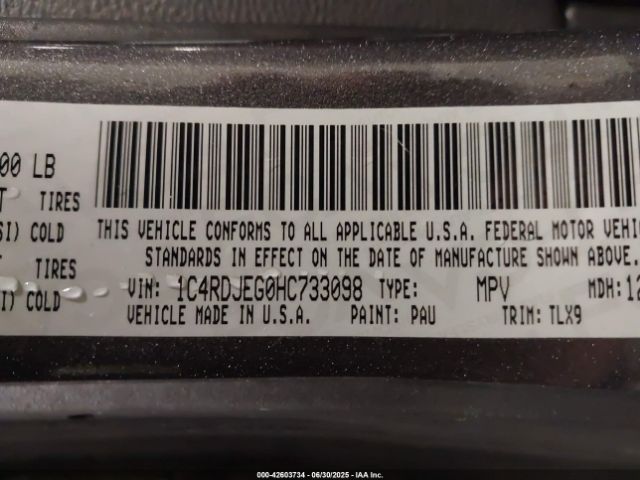 00 LB
TIRES
SI) COLD
TIRES
I) COLD
THIS VEHICLE CONFORMS TO ALL APPLICABLE U.S.A. FEDERAL MOTOR VEHIC
STANDARDS IN EFFECT ON THE DATE OF MANUFACTURE SHOWN ABOVE.
VIN: 1C4RDJEG0HC733098 TYPE: MPV MDH: 12
VEHICLE MADE IN U.S.A. PAINT: PAU TRIM: TLX9
000-42603734 - 06/30/2025 - IAA Inc.